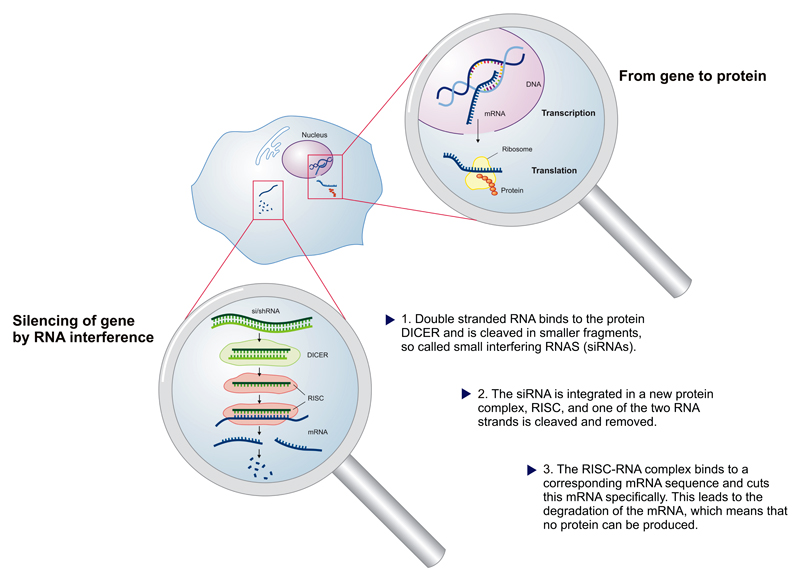 From gene to protein
DNA
mRNA
Transcription
Ribosome
Translation
Protein
Nucleus
Silencing of gene
by RNA interference
si/shRNA
DICER
RISC
mRNA
1. Double stranded RNA binds to the protein
DICER and is cleaved in smaller fragments,
so called small interfering RNAS (siRNAs).
2. The siRNA is integrated in a new protein
complex, RISC, and one of the two RNA
strands is cleaved and removed.
3. The RISC-RNA complex binds to a
corresponding mRNA sequence and cuts
this mRNA specifically. This leads to the
degradation of the mRNA, which means that
no protein can be produced.